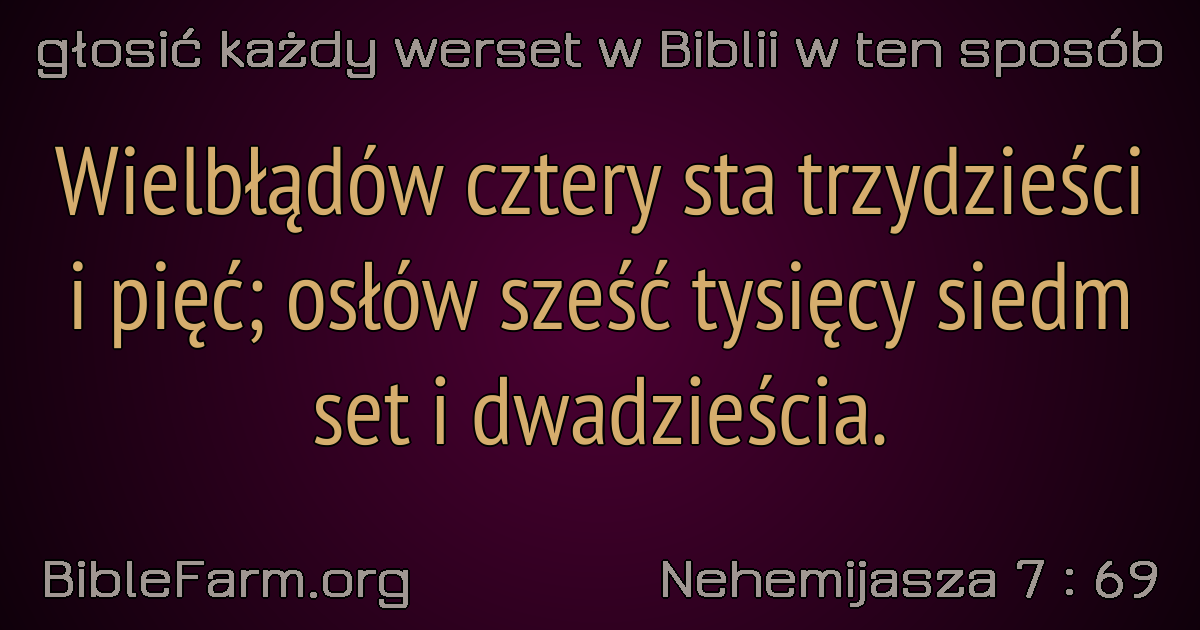 głosić każdy werset w Biblii w ten sposób
Wielbłądów cztery sta trzydzieści
i pięć; osłów sześć tysięcy siedm
set i dwadzieścia.
BibleFarm.org
Nehemijasza 7 : 69